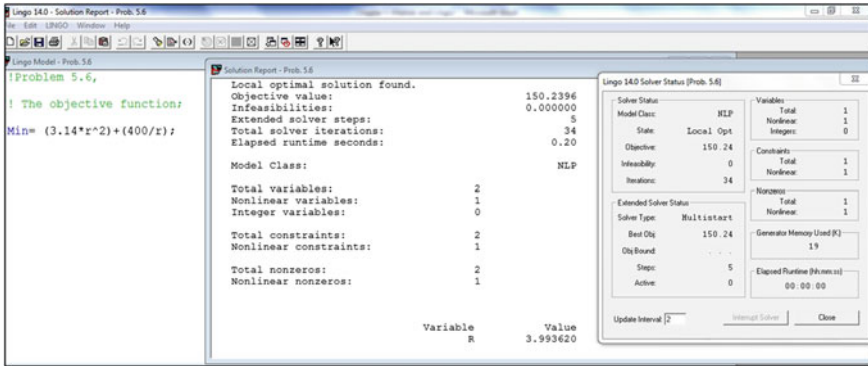 Lingo 14.0 - Solution Report - Prob. 5.6
File Edit LINGO Window Help
Lingo Model - Prob. 5.6
!Problem 5.6,
! The objective function;
Min= (3.14*r^2)+(400/r);
Solution Report - Prob. 5.6
Local optimal solution found.
Objective value: 150.2396
Infeasibilities: 0.000000
Extended solver steps: 5
Total solver iterations: 34
Elapsed runtime seconds: 0.20
Model Class: NLP
Total variables: 2
Nonlinear variables: 1
Integer variables: 0
Total constraints: 2
Nonlinear constraints: 1
Total nonzeros: 2
Nonlinear nonzeros: 1
Variable Value
R 3.993620
Lingo 14.0 Solver Status [Prob. 5.6]
Solver Status
Model Class: NLP
State: Local Opt
Objective: 150.24
Infeasibility: 0
Iterations: 34
Extended Solver Status
Solver Type: Multistart
Best Obj: 150.24
Obj Bound: . . .
Steps: 5
Active: 0
Update Interval: 2
Variables
Total: 1
Nonlinear: 1
Integers: 0
Constraints
Total: 1
Nonlinear: 1
Nonzeros
Total: 1
Nonlinear: 1
Generator Memory Used (K)
19
Elapsed Runtime (hh:mm:ss)
00:00:00
Interrupt Solver
Close